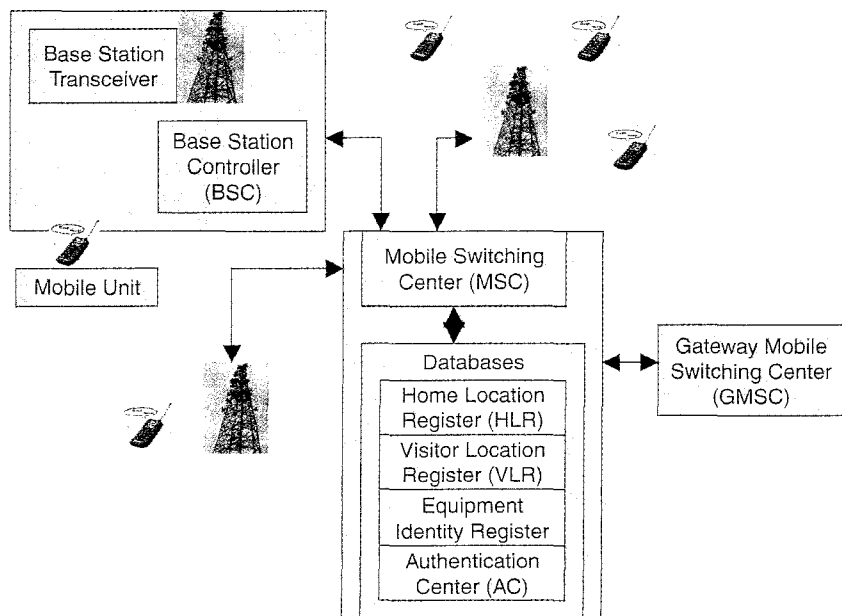 Base Station
Transceiver
Base Station
Controller
(BSC)
Mobile Unit
Mobile Switching
Center (MSC)
Databases
Home Location
Register (HLR)
Visitor Location
Register (VLR)
Equipment
Identity Register
Authentication
Center (AC)
Gateway Mobile
Switching Center
(GMSC)